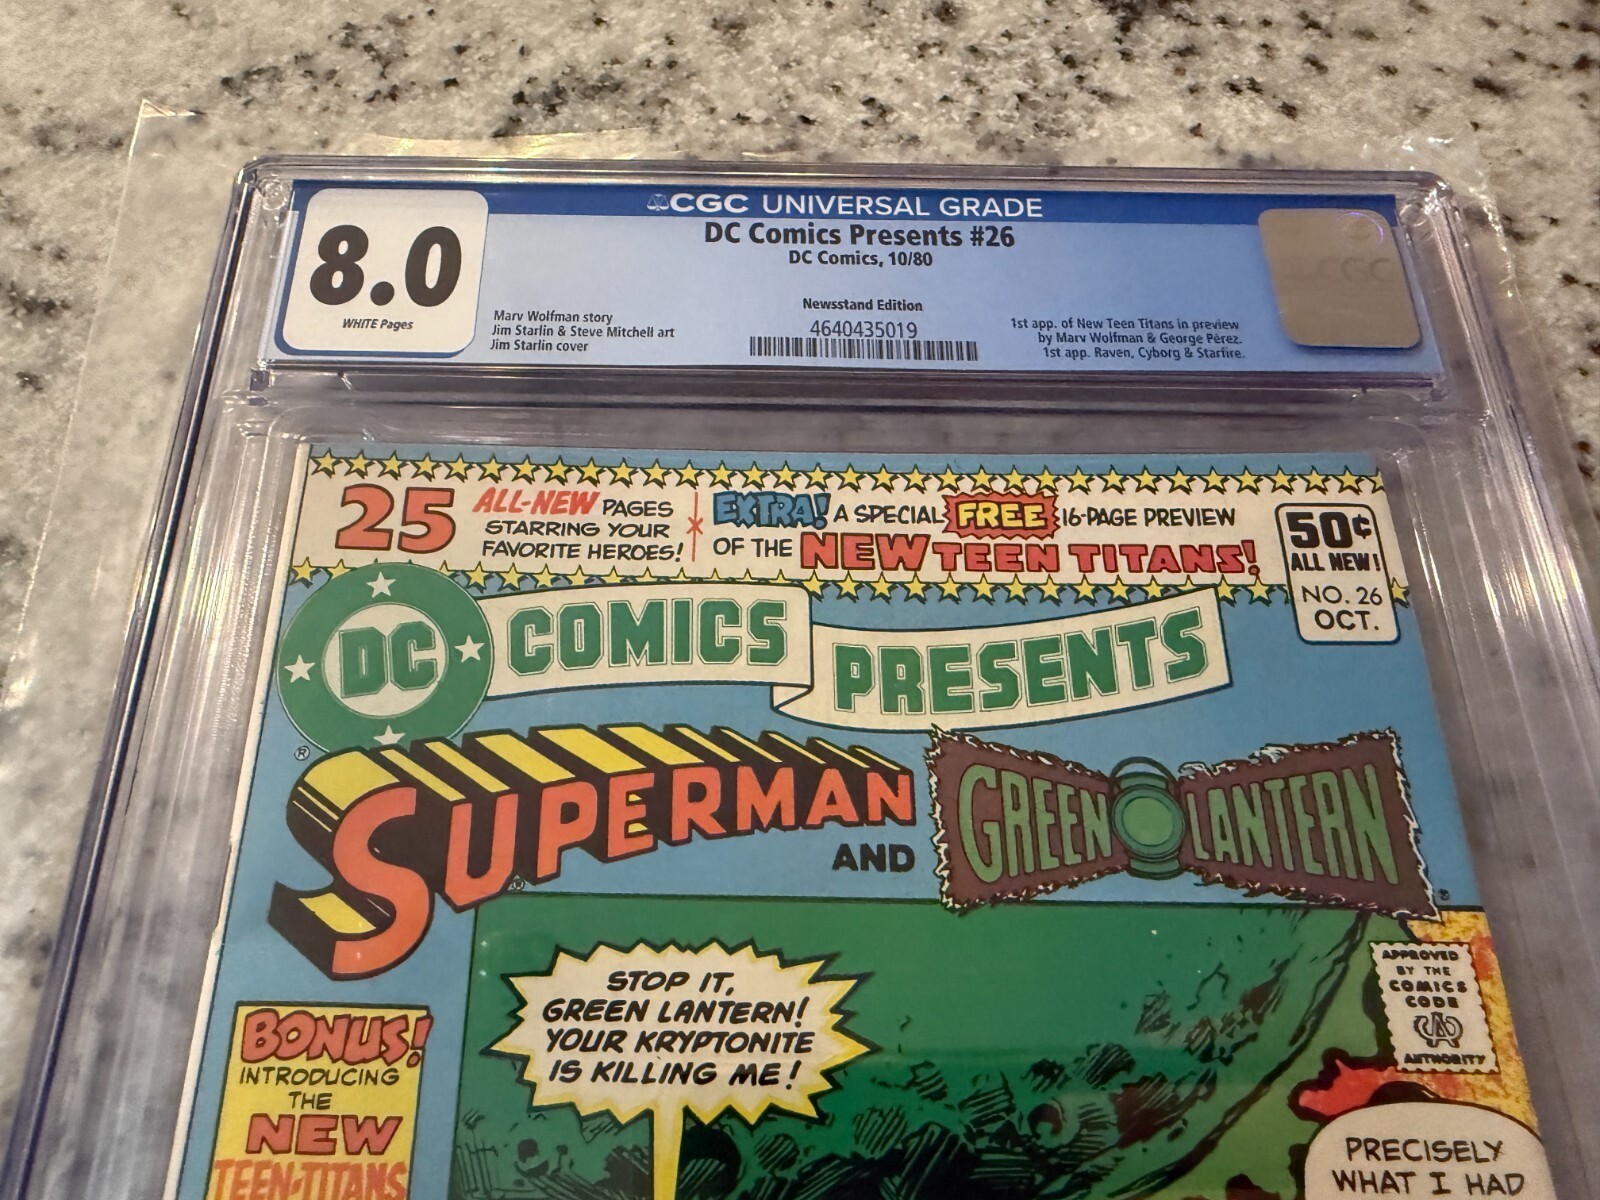 CGC UNIVERSAL GRADE
8.0
WHITE Pages
DC Comics Presents #26
DC Comics, 10/80
Marv Wolfman story
Jim Starlin & Steve Mitchell art
Jim Starlin cover
Newsstand Edition
4640435019
1st app. of New Teen Titans in preview
by Marv Wolfman & George Pérez.
1st app. Raven, Cyborg & Starfire.
CGC
25 ALL-NEW PAGES
STARRING YOUR
FAVORITE HEROES!
EXTRA! A SPECIAL FREE 16-PAGE PREVIEW
OF THE NEW TEEN TITANS!
50¢
ALL NEW!
NO. 26
OCT.
DC COMICS PRESENTS
®
SUPERMAN
®
AND
GREEN LANTERN
®
STOP IT,
GREEN LANTERN!
YOUR KRYPTONITE
IS KILLING ME!
APPROVED
BY THE
COMICS
CODE
CA
AUTHORITY
BONUS!
INTRODUCING
THE
NEW
TEEN-TITANS
PRECISELY
WHAT I HAD